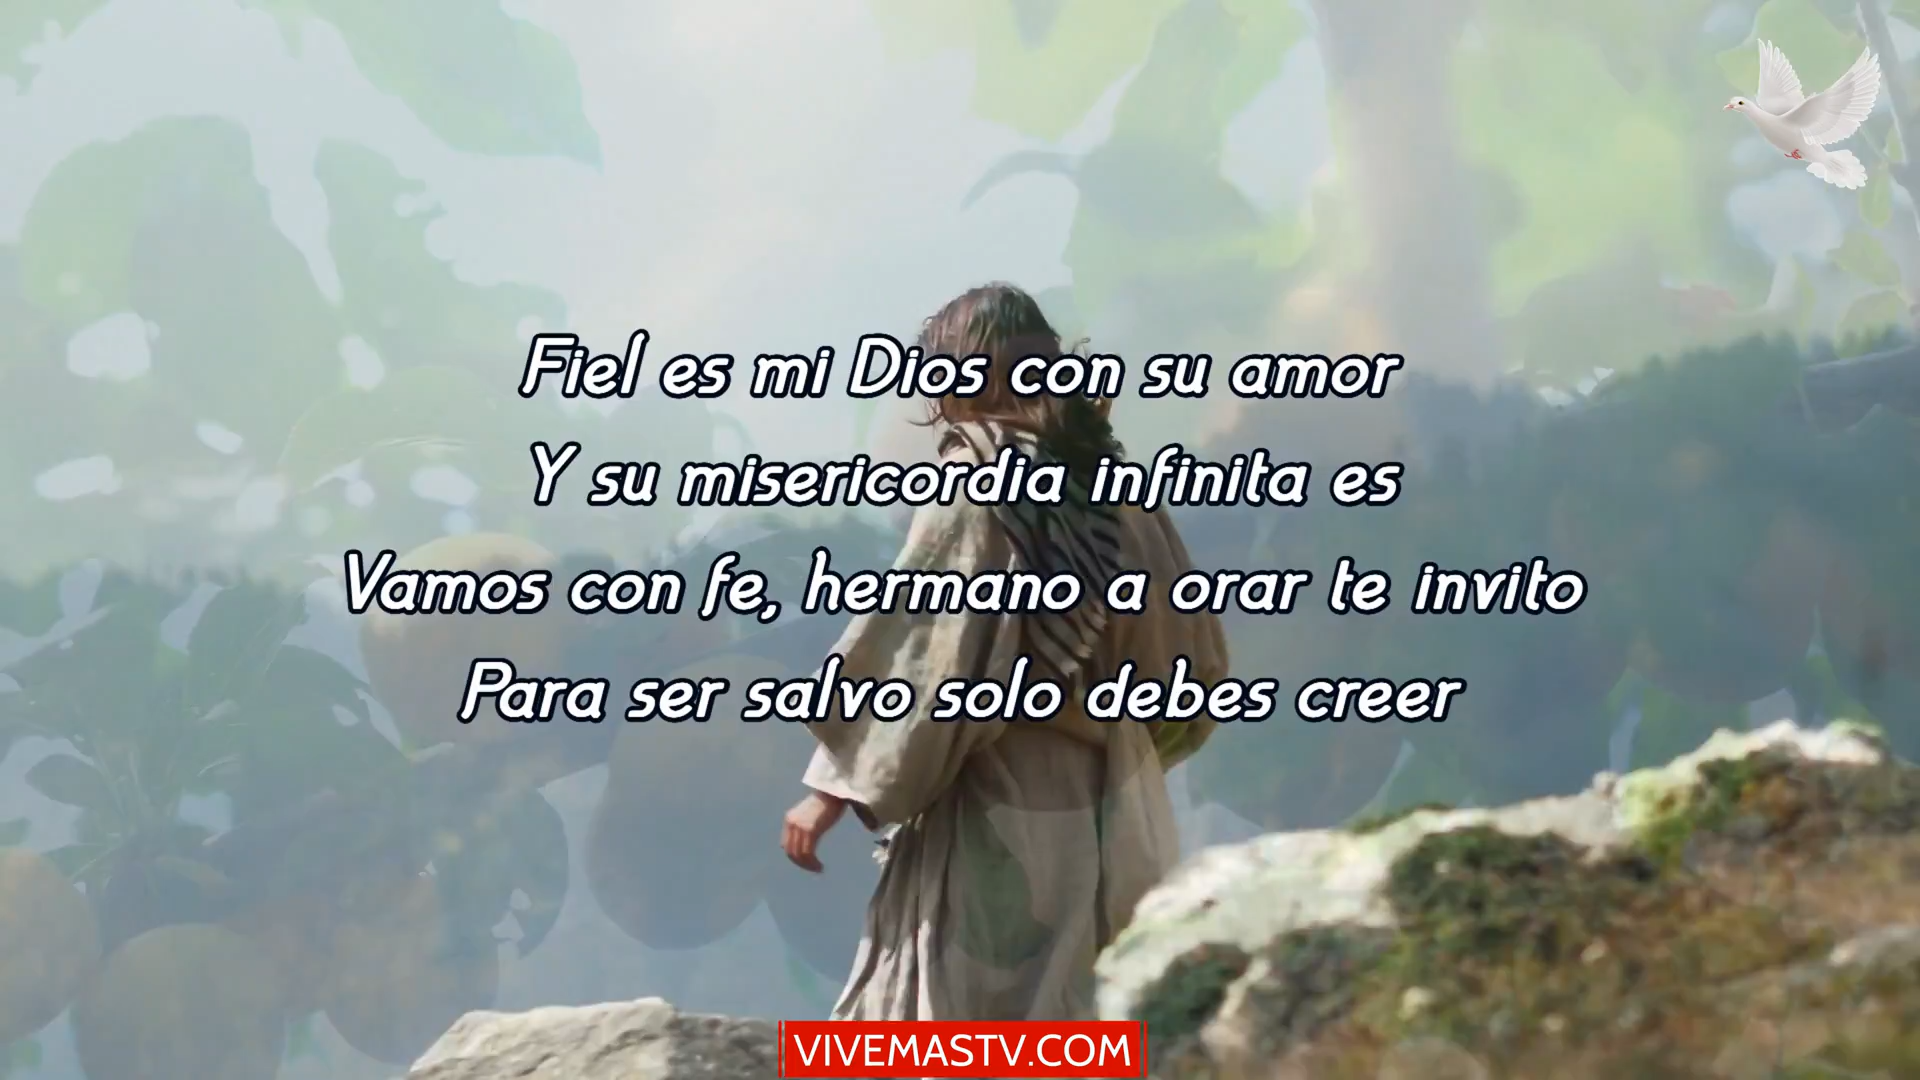 Fiel es mi Dios con su amor
Y su misericordia infinita es
Vamos con fe, hermano a orar te invito
Para ser salvo solo debes creer
VIVEMASTV.COM